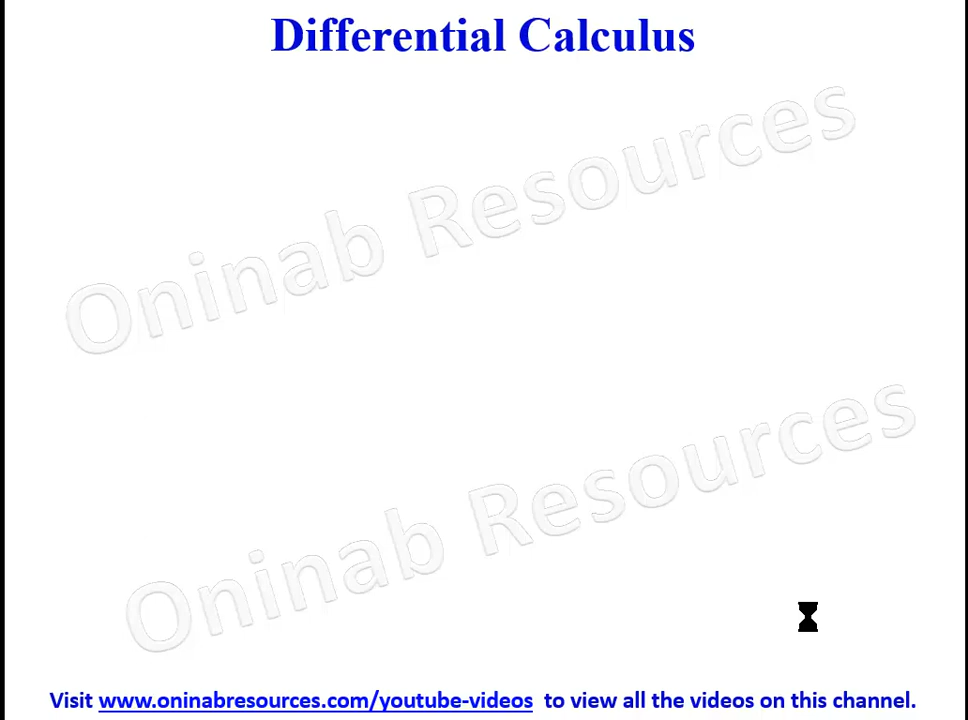 Differential Calculus
Oninab Resources
Oninab Resources
Visit www.oninabresources.com/youtube-videos to view all the videos on this channel.